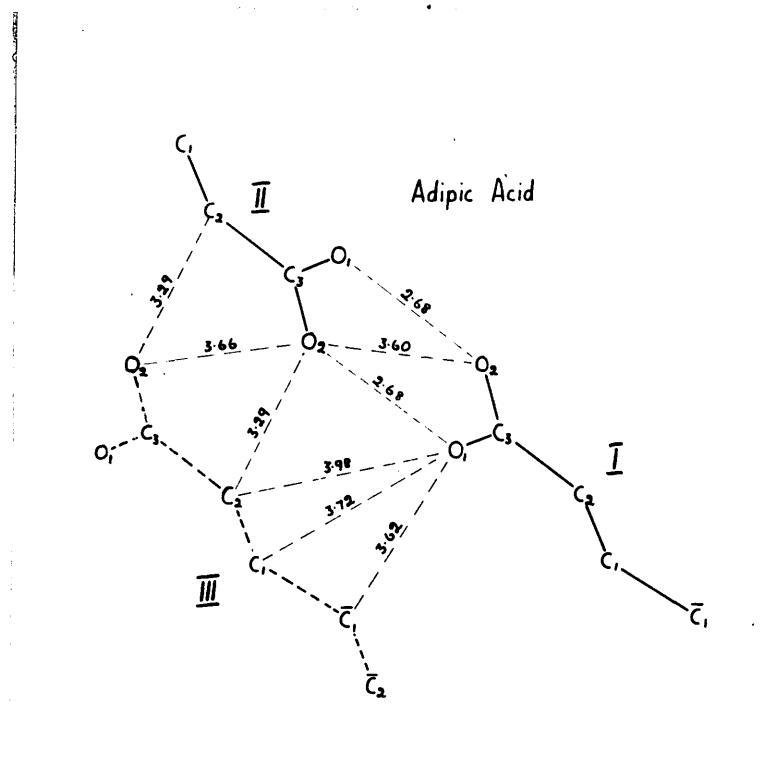 C₁
II
Adipic Acid
C₂
O₁
C₃
3·29
2·68
O₂
3·66
O₂
3·60
O₂
2·68
3·29
O₁
C₃
O₁
C₃
I
3·98
C₂
C₂
3·72
3·62
C₁
C₁
III
C̅₁
C̅₁
C̅₂